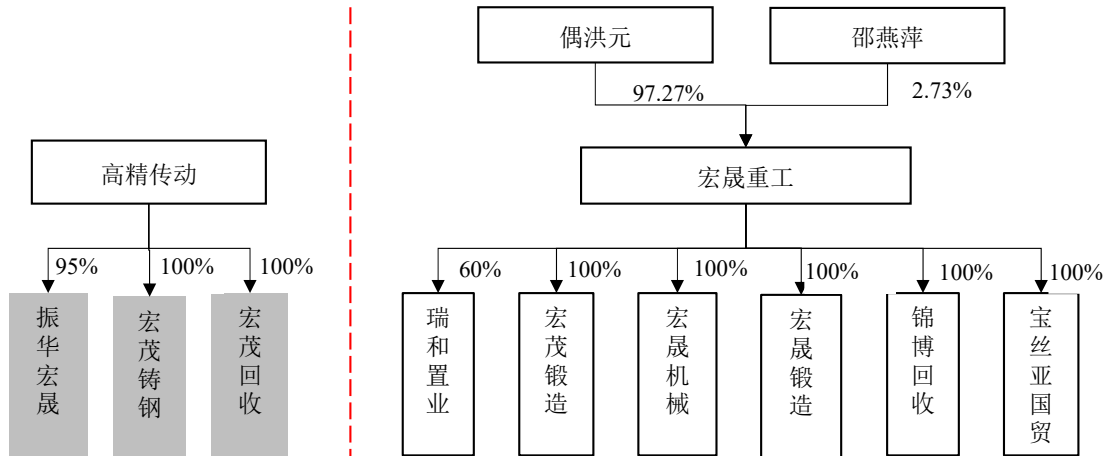 偶洪元
邵燕萍
97.27%
2.73%
高精传动
宏晟重工
95%
100%
100%
60%
100%
100%
100%
100%
100%
振华宏晟
宏茂铸钢
宏茂回收
瑞和置业
宏茂锻造
宏晟机械
宏晟锻造
锦博回收
宝丝亚国贸